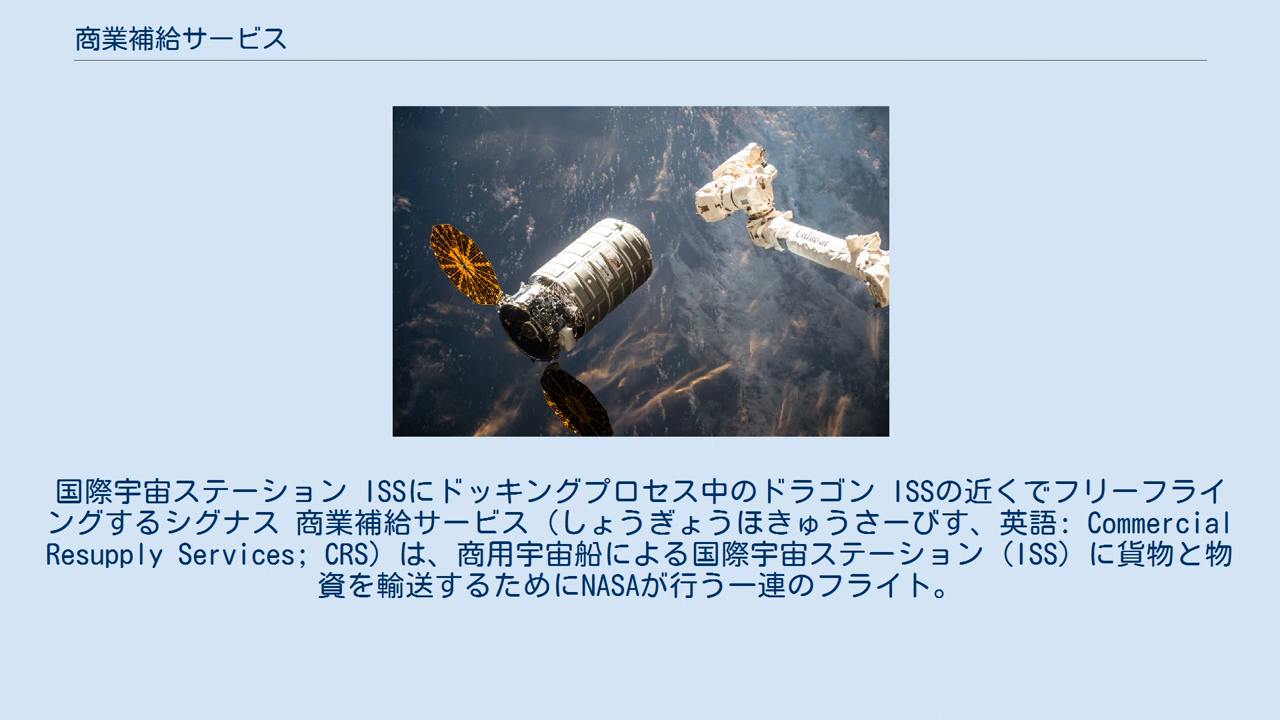 商業補給サービス
国際宇宙ステーション ISSにドッキングプロセス中のドラゴン ISSの近くでフリーフライ
ングするシグナス 商業補給サービス（しょうぎょうほきゅうさーびす、英語: Commercial
Resupply Services; CRS）は、商用宇宙船による国際宇宙ステーション（ISS）に貨物と物
資を輸送するためにNASAが行う一連のフライト。